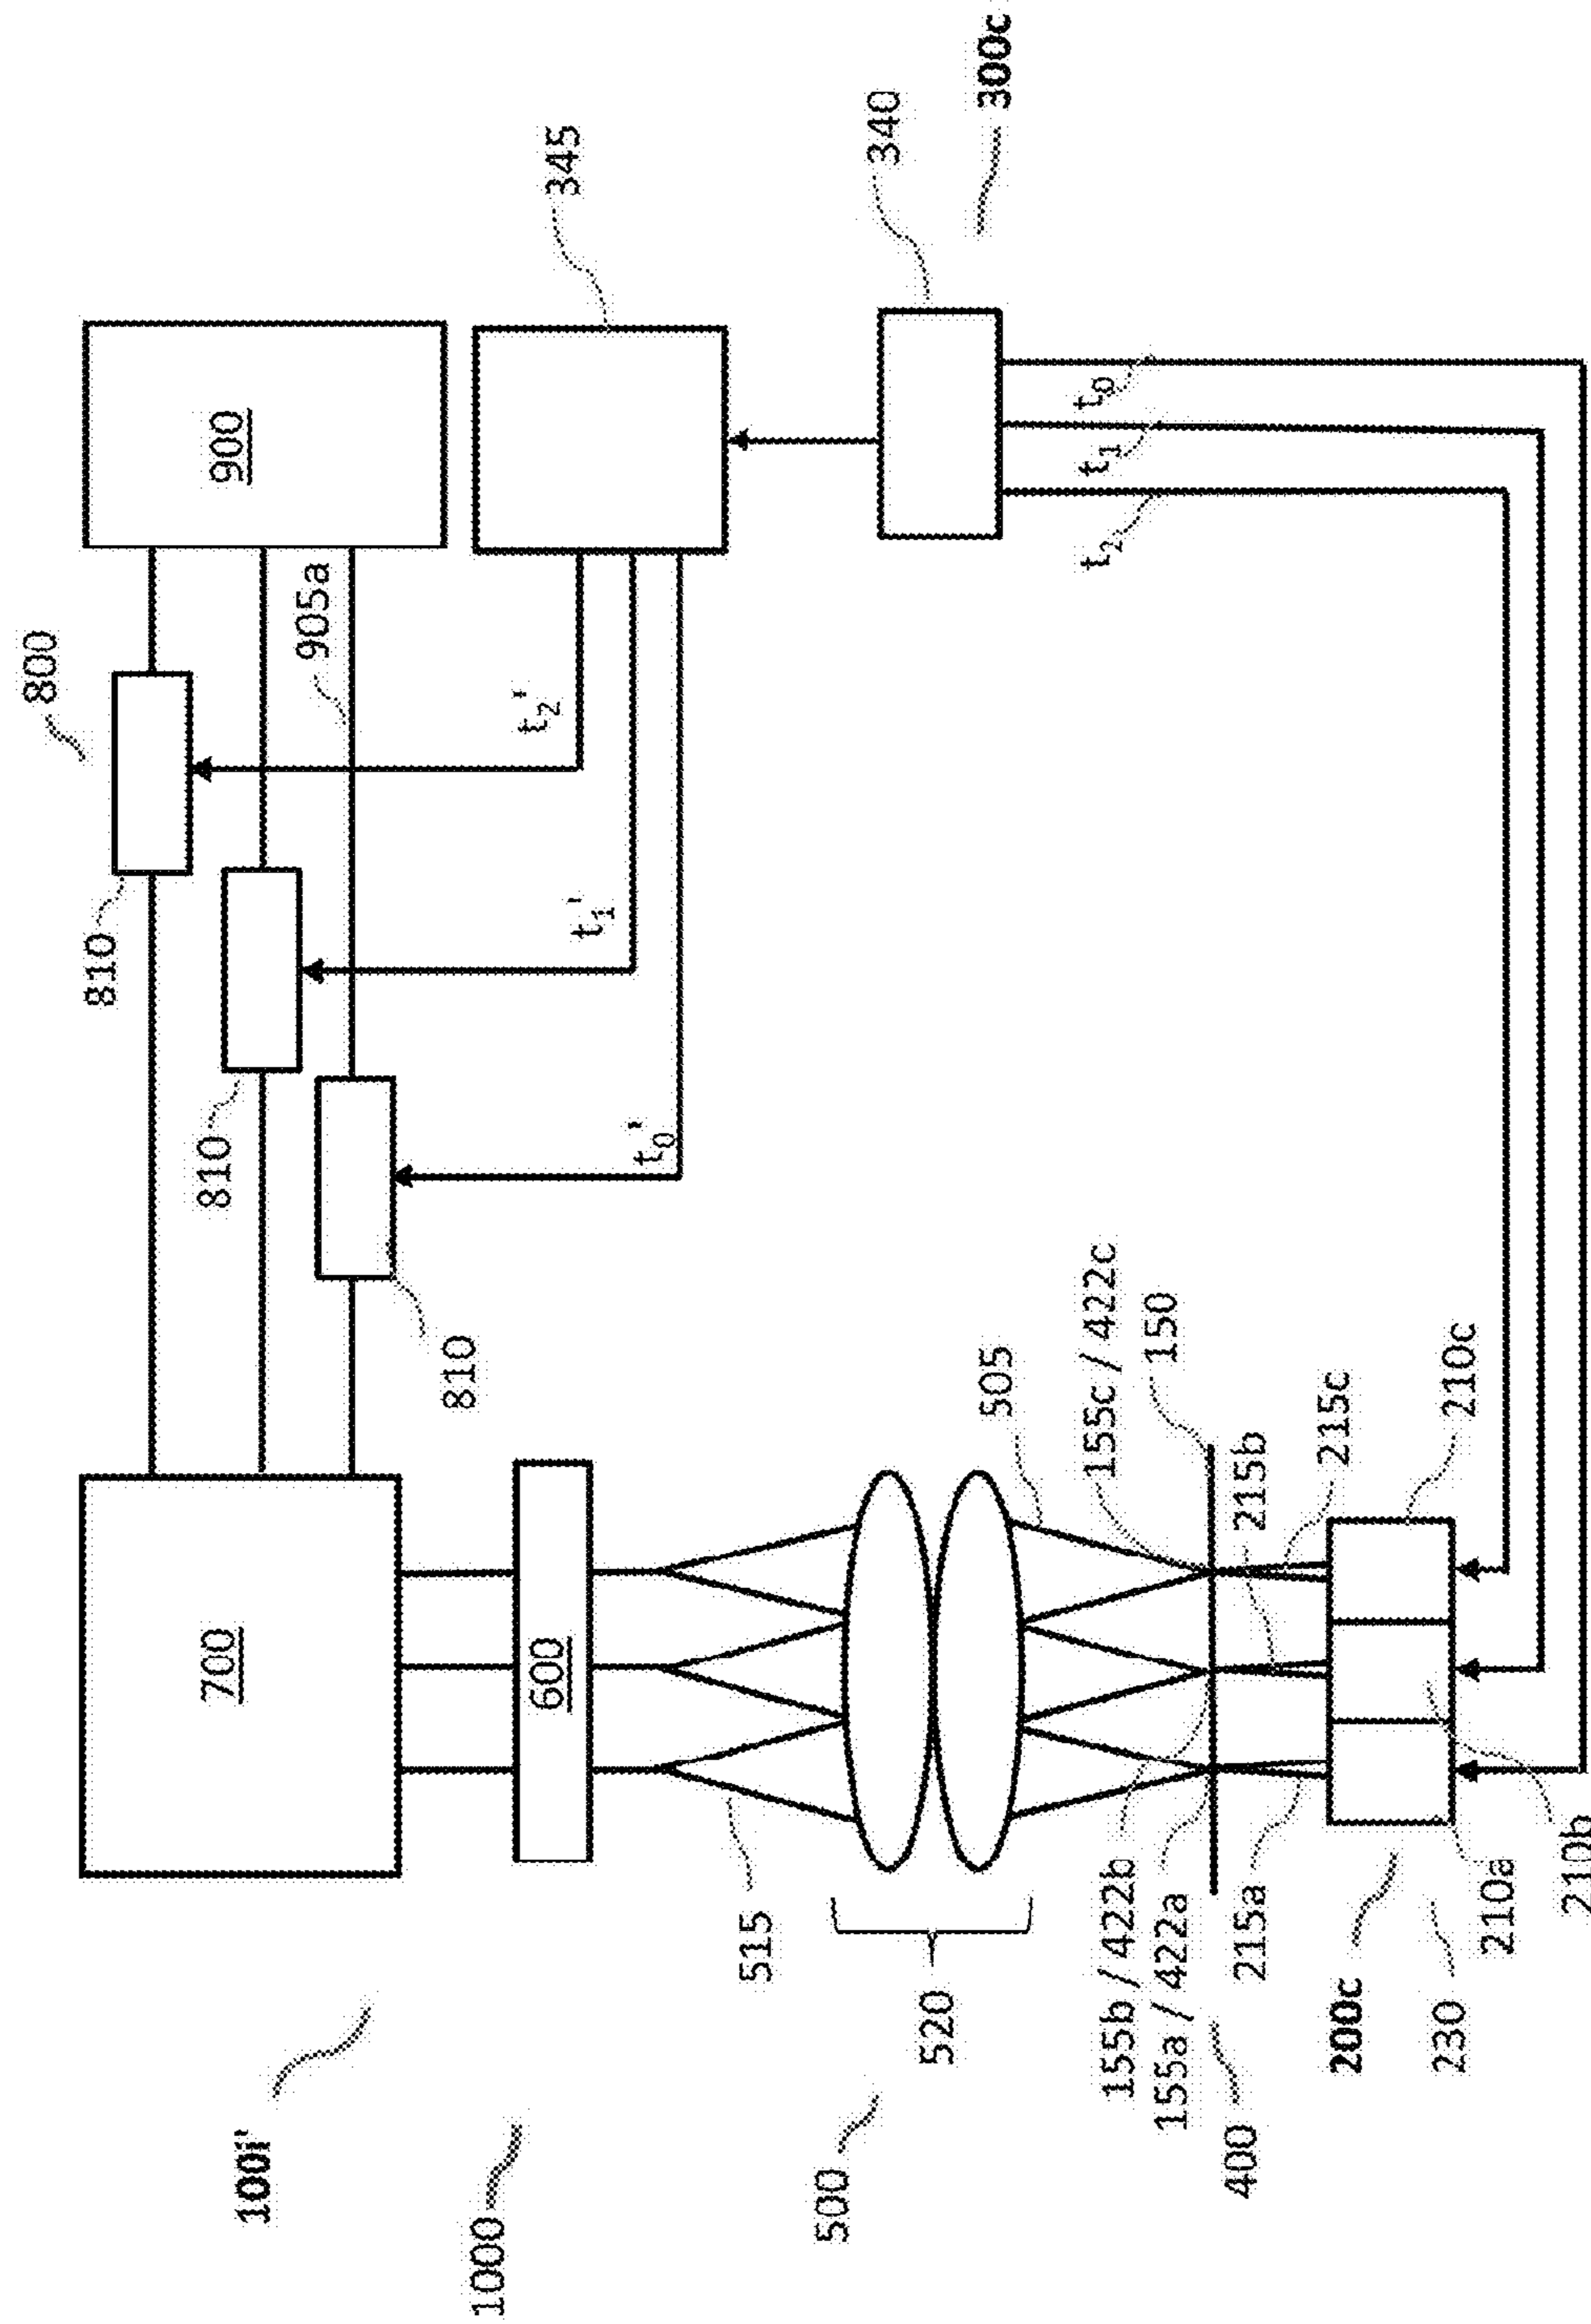 100i'
1000
500
520
515
400
155b / 422b
155a / 422a
215a
200c
230
210a
210b
700
600
505
155c / 422c
150
215b
215c
210c
810
810
810
800
905a
900
t0'
t1'
t2'
345
340
300c
t2
t1
t0